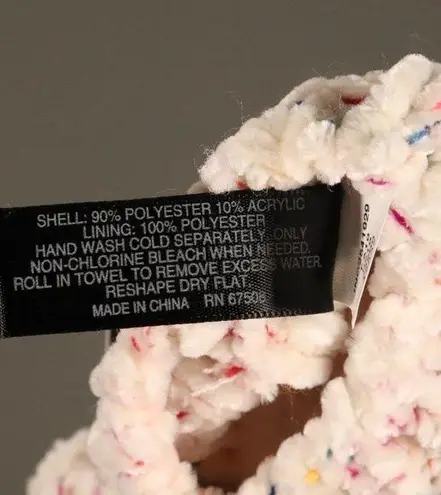 SHELL: 90% POLYESTER 10% ACRYLIC
LINING: 100% POLYESTER
HAND WASH COLD SEPARATELY ONLY
NON-CHLORINE BLEACH WHEN NEEDED.
ROLL IN TOWEL TO REMOVE EXCESS WATER.
RESHAPE DRY FLAT.
MADE IN CHINA RN 67508